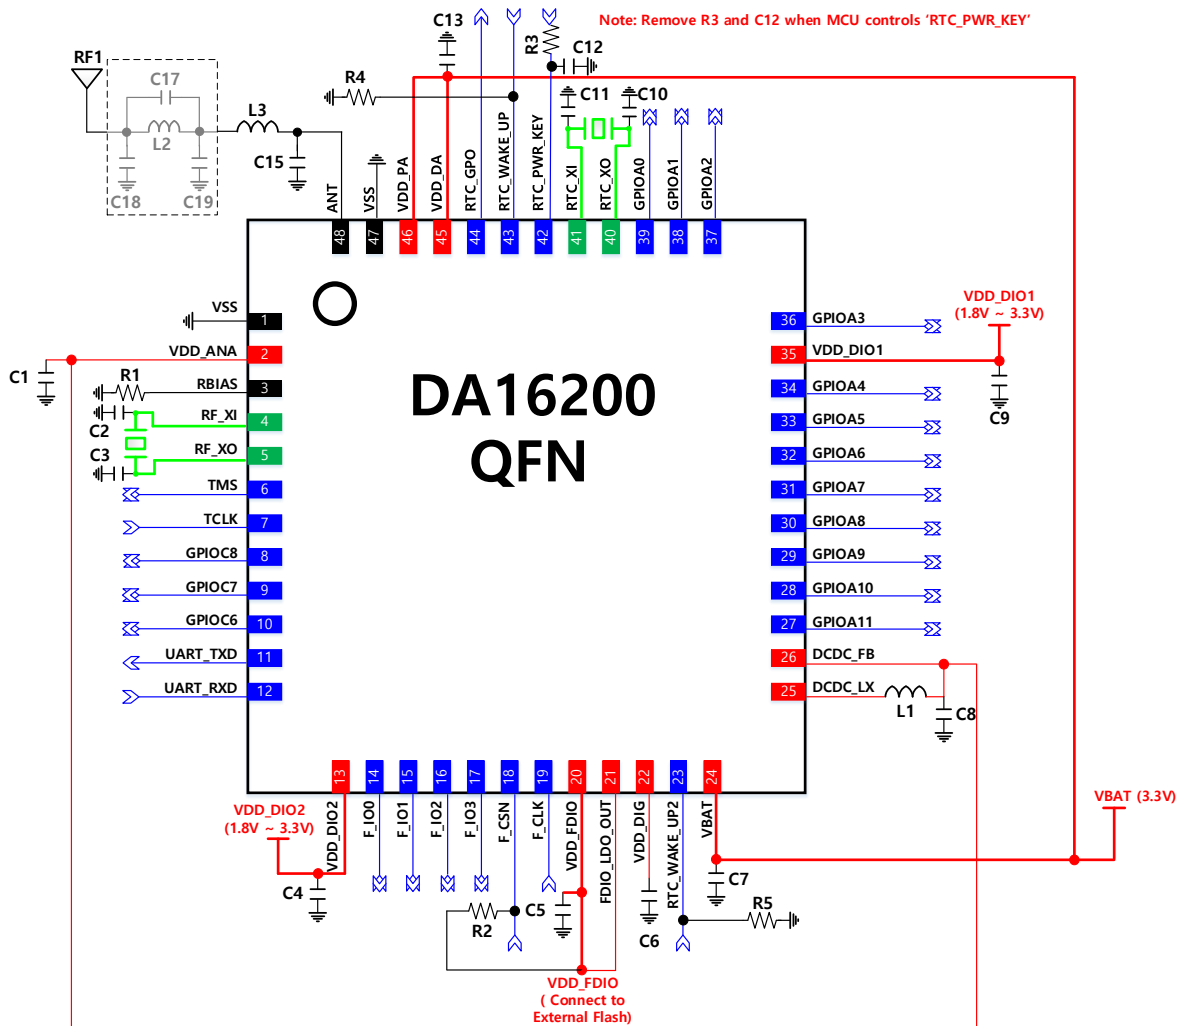 Note: Remove R3 and C12 when MCU controls ‘RTC_PWR_KEY’
C13
R3
C12
RF1
C17
R4
C11
C10
L3
L2
C15
C18
C19
ANT
VSS
VDD_PA
VDD_DA
RTC_GPO
RTC_WAKE_UP
RTC_PWR_KEY
RTC_XI
RTC_XO
GPIOA0
GPIOA1
GPIOA2
48
47
46
45
44
43
42
41
40
39
38
37
DA16200
QFN
VSS
1
VDD_ANA
2
C1
R1
RBIAS
3
C2
RF_XI
4
C3
RF_XO
5
TMS
6
TCLK
7
GPIOC8
8
GPIOC7
9
GPIOC6
10
UART_TXD
11
UART_RXD
12
36
GPIOA3
VDD_DIO1
(1.8V ~ 3.3V)
35
VDD_DIO1
C9
34
GPIOA4
33
GPIOA5
32
GPIOA6
31
GPIOA7
30
GPIOA8
29
GPIOA9
28
GPIOA10
27
GPIOA11
26
DCDC_FB
25
DCDC_LX
L1
C8
13
14
15
16
17
18
19
20
21
22
23
24
VDD_DIO2
(1.8V ~ 3.3V)
VDD_DIO2
F_IO0
F_IO1
F_IO2
F_IO3
F_CSN
F_CLK
VDD_FDIO
FDIO_LDO_OUT
VDD_DIG
RTC_WAKE_UP2
VBAT
VBAT (3.3V)
C4
R2
C5
C6
C7
R5
VDD_FDIO
( Connect to
External Flash)